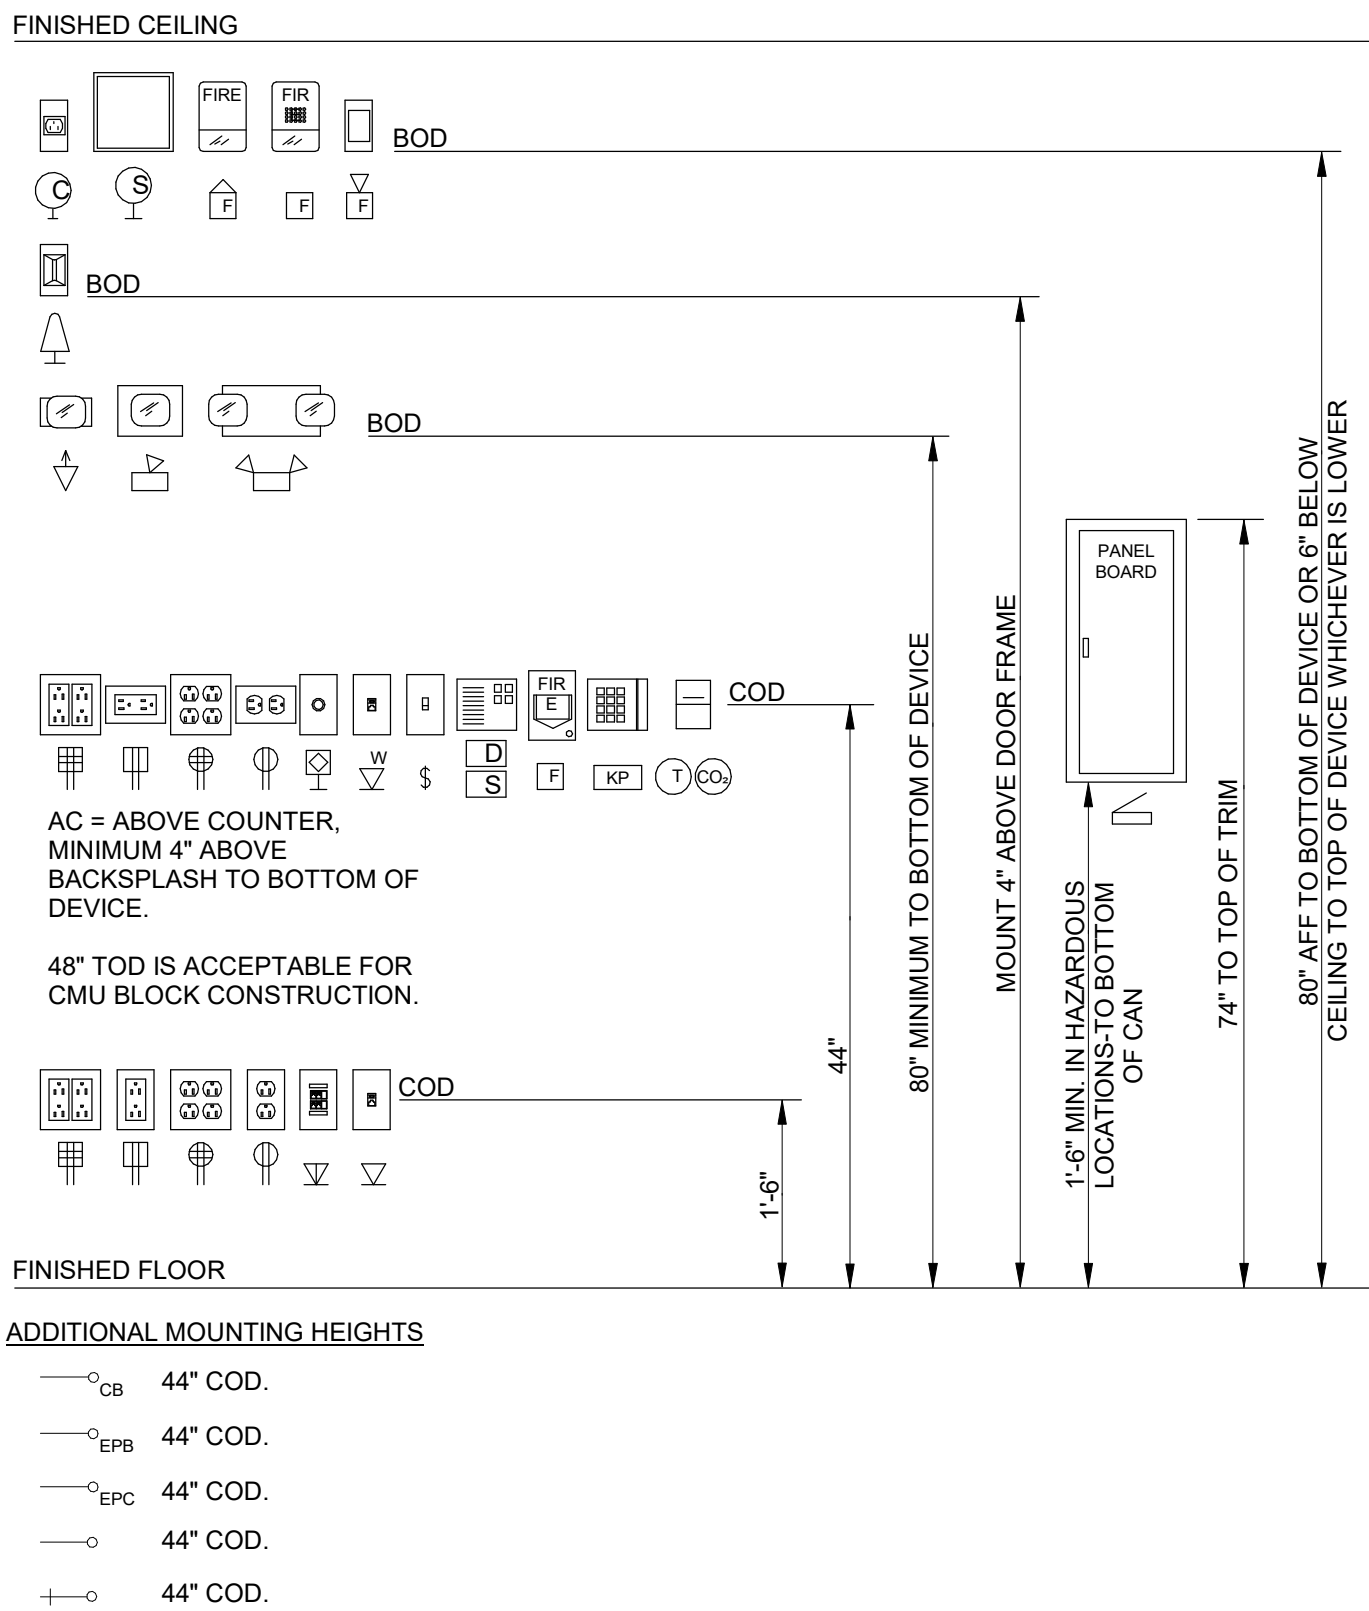 FINISHED CEILING
FIRE
FIR
BOD
C
S
F
F
F
BOD
BOD
PANEL
BOARD
FIR
E
COD
W
$
D
S
F
KP
T
CO₂
AC = ABOVE COUNTER,
MINIMUM 4" ABOVE
BACKSPLASH TO BOTTOM OF
DEVICE.
48" TOD IS ACCEPTABLE FOR
CMU BLOCK CONSTRUCTION.
COD
1'-6"
44"
80" MINIMUM TO BOTTOM OF DEVICE
MOUNT 4" ABOVE DOOR FRAME
1'-6" MIN. IN HAZARDOUS
LOCATIONS-TO BOTTOM
OF CAN
74" TO TOP OF TRIM
80" AFF TO BOTTOM OF DEVICE OR 6" BELOW
CEILING TO TOP OF DEVICE WHICHEVER IS LOWER
FINISHED FLOOR
ADDITIONAL MOUNTING HEIGHTS
CB 44" COD.
EPB 44" COD.
EPC 44" COD.
44" COD.
44" COD.